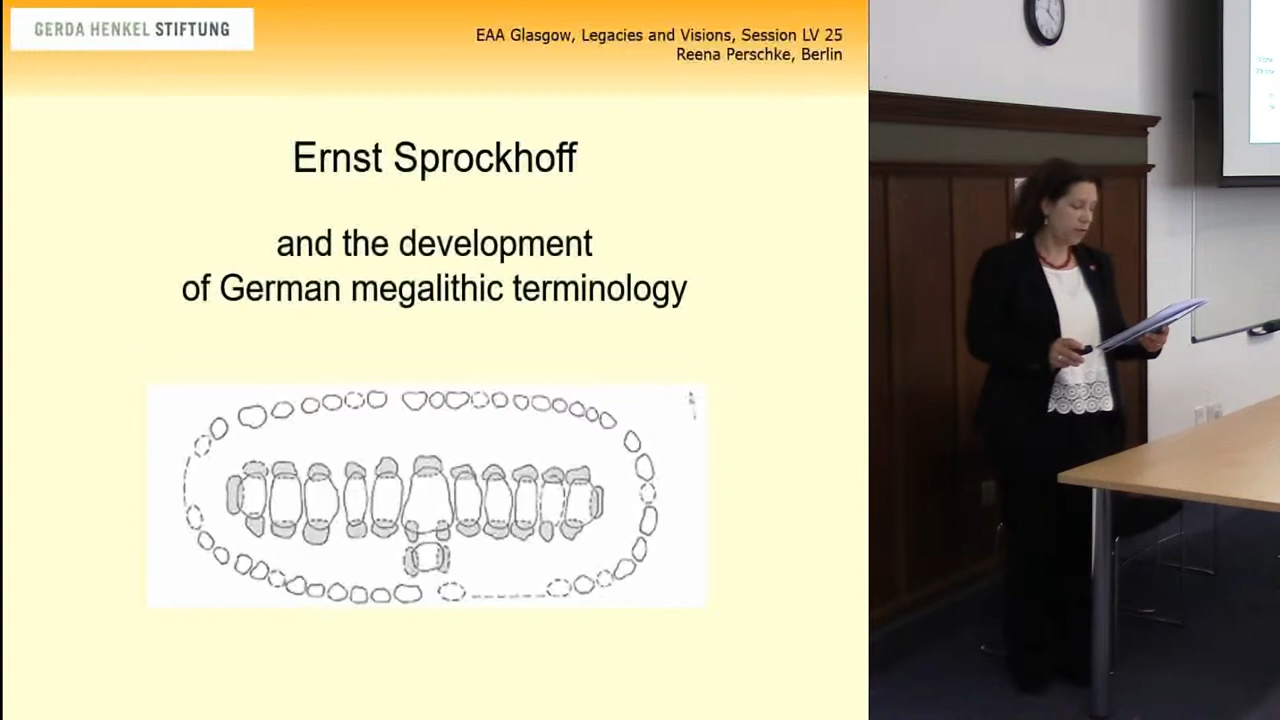 GERDA HENKEL STIFTUNG
EAA Glasgow, Legacies and Visions, Session LV 25
Reena Perschke, Berlin
Ernst Sprockhoff
and the development
of German megalithic terminology